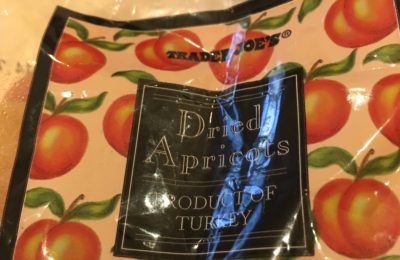 TRADER JOE'S®
Dried
Apricots
PRODUCT OF
TURKEY